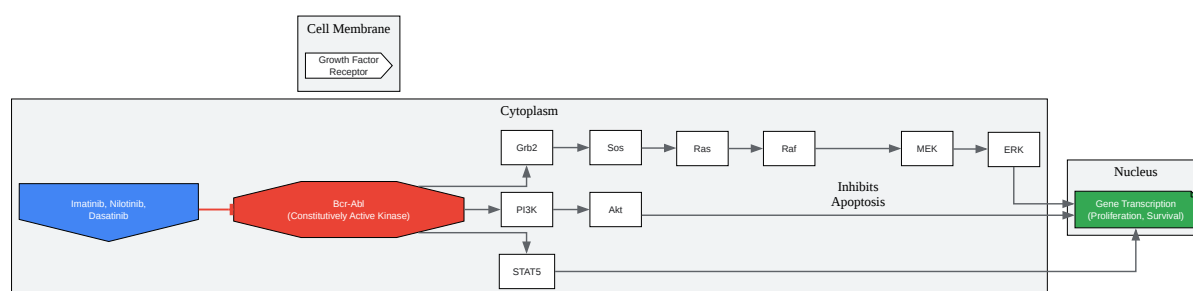 Cell Membrane
Growth Factor
Receptor
Cytoplasm
Grb2
Sos
Ras
Raf
MEK
ERK
Imatinib, Nilotinib,
Dasatinib
Bcr-Abl
(Constitutively Active Kinase)
PI3K
Akt
Inhibits
Apoptosis
Nucleus
Gene Transcription
(Proliferation, Survival)
STAT5